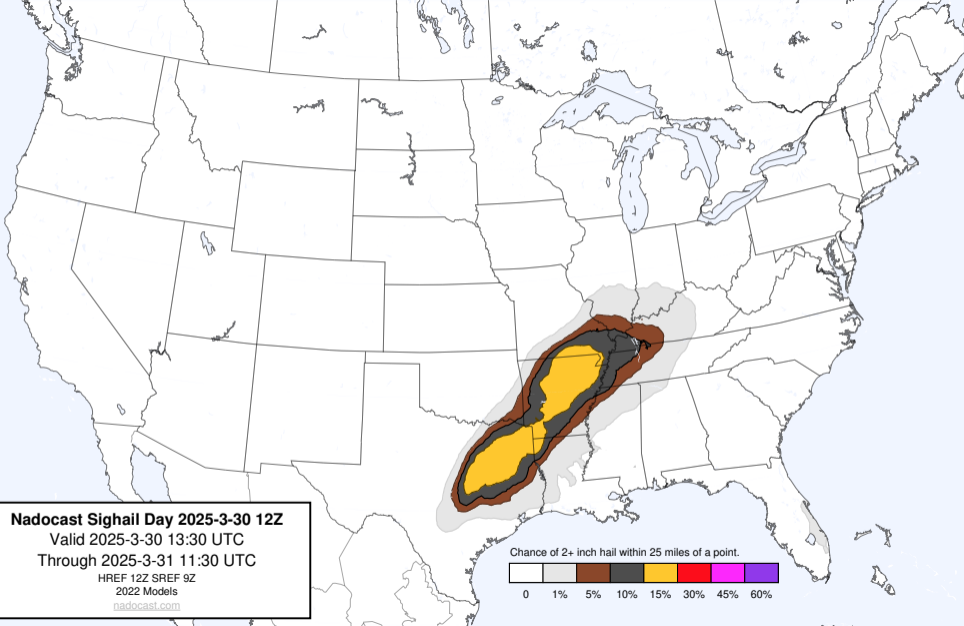 Nadocast Sighail Day 2025-3-30 12Z
Valid 2025-3-30 13:30 UTC
Through 2025-3-31 11:30 UTC
HREF 12Z SREF 9Z
2022 Models
nadocast.com
Chance of 2+ inch hail within 25 miles of a point.
0 1% 5% 10% 15% 30% 45% 60%